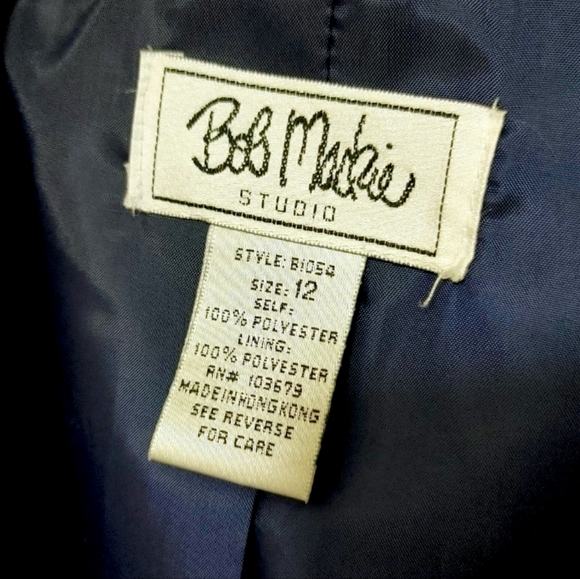 Bob Mackie
STUDIO
STYLE: B1054
SIZE: 12
SELF:
100% POLYESTER
LINING:
100% POLYESTER
RN# 103679
MADEINHONGKONG
SEE REVERSE
FOR CARE